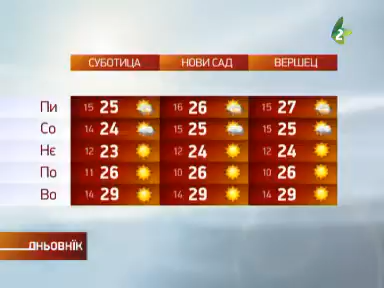 2
СУБОТИЦА НОВИ САД ВЕРШЕЦ
Пи 15 25 16 26 15 27
Со 14 24 15 25 15 25
Нє 12 23 12 24 12 24
По 11 26 10 26 10 26
Во 14 29 14 29 14 29
ДНЬОВНЇК